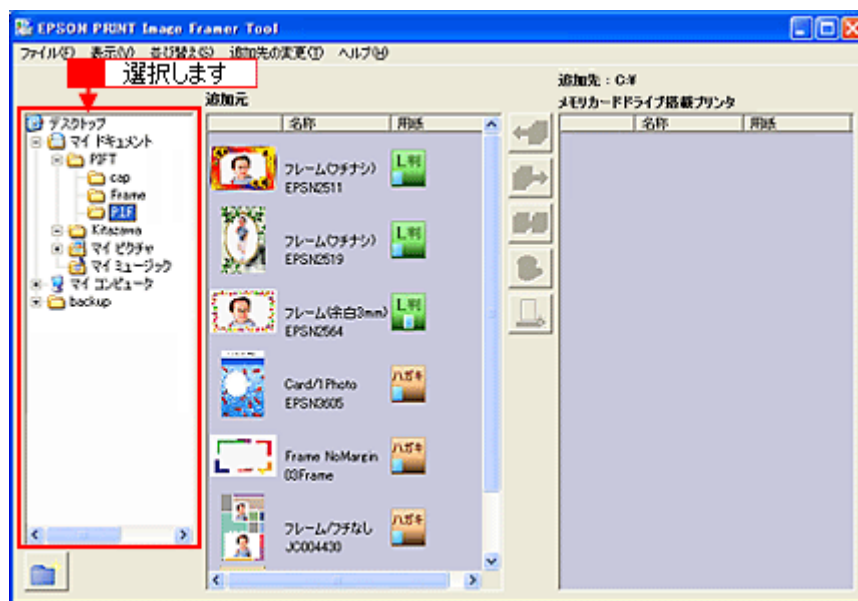 EPSON PRINT Image Framer Tool
ファイル(F) 表示(V) 並び替え(S) 追加先の変更(T) ヘルプ(H)
選択します
追加元
追加先：C:¥
メモリカードドライブ搭載プリンタ
名称 用紙
名称 用紙
デスクトップ
マイ ドキュメント
PIFT
cap
Frame
PIF
Kitazawa
マイ ピクチャ
マイ ミュージック
マイ コンピュータ
backup
フレーム(フチナシ)
EPSN2511
L判
フレーム(フチナシ)
EPSN2519
L判
フレーム(余白3mm)
EPSN2564
L判
Card/1Photo
EPSN3605
ハガキ
Frame NoMargin
03Frame
ハガキ
フレーム/フチなし
JC004430
ハガキ